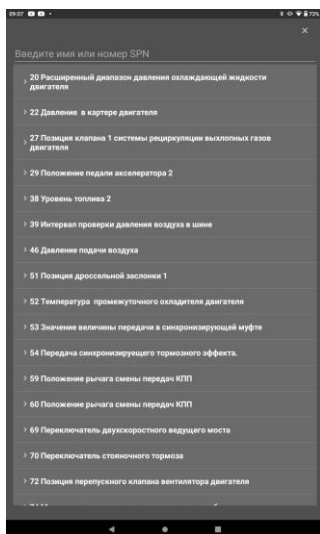 09:57
73%
Введите имя или номер SPN
20 Расширенный диапазон давления охлаждающей жидкости
двигателя
22 Давление в картере двигателя
27 Позиция клапана 1 системы рециркуляции выхлопных газов
двигателя
29 Положение педали акселератора 2
38 Уровень топлива 2
39 Интервал проверки давления воздуха в шине
46 Давление подачи воздуха
51 Позиция дроссельной заслонки 1
52 Температура промежуточного охладителя двигателя
53 Значение величины передачи в синхронизирующей муфте
54 Передача синхронизируещего тормозного эффекта.
59 Положение рычага смены передач КПП
60 Положение рычага смены передач КПП
69 Переключатель двухскоростного ведущего моста
70 Переключатель стояночного тормоза
72 Позиция перепускного клапана вентилятора двигателя